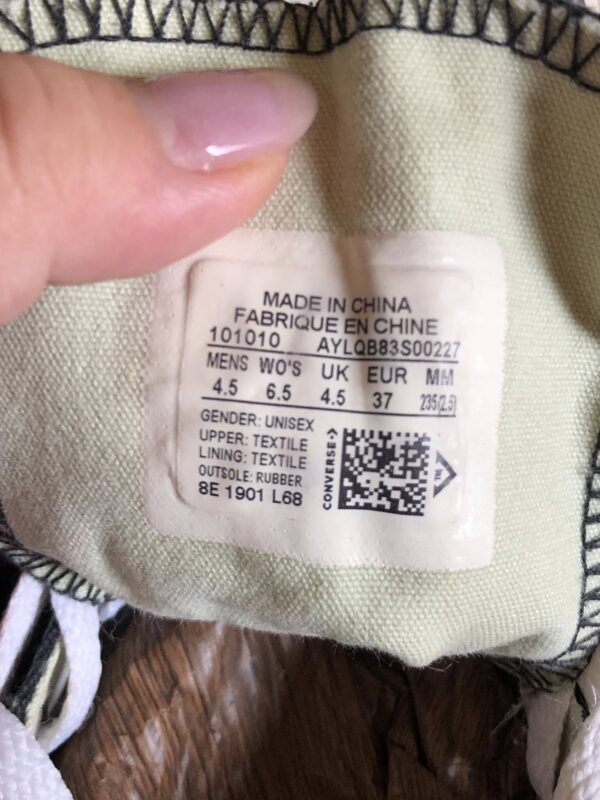 MADE IN CHINA
FABRIQUE EN CHINE
101010 AYLQB83S00227
MENS WO'S UK EUR MM
4.5 6.5 4.5 37 235(2.5)
GENDER: UNISEX
UPPER: TEXTILE
LINING: TEXTILE
OUTSOLE: RUBBER
8E 1901 L68
CONVERSE